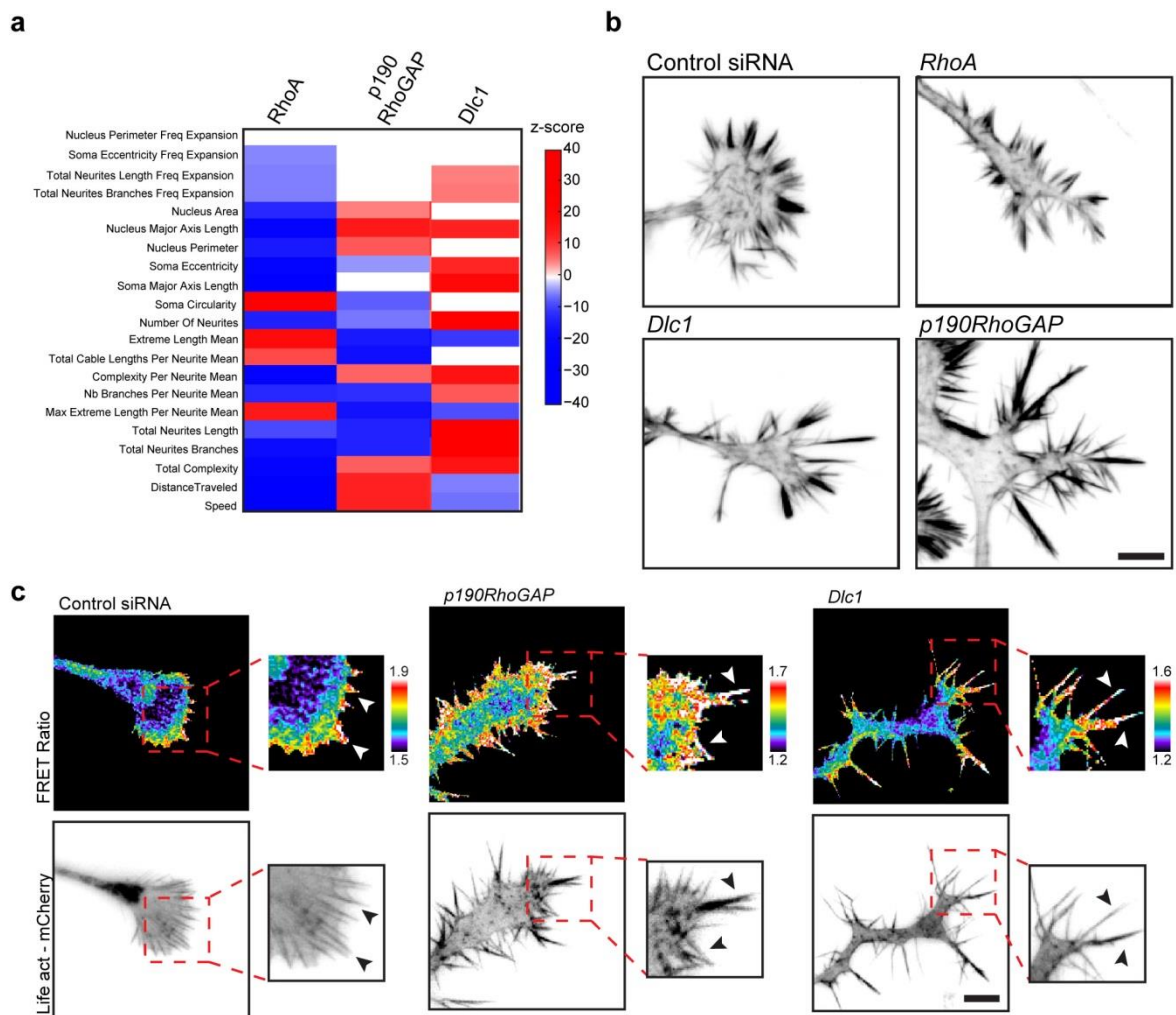 a
RhoA
p190
RhoGAP
Dlc1
z-score
Nucleus Perimeter Freq Expansion
Soma Eccentricity Freq Expansion
Total Neurites Length Freq Expansion
Total Neurites Branches Freq Expansion
Nucleus Area
Nucleus Major Axis Length
Nucleus Perimeter
Soma Eccentricity
Soma Major Axis Length
Soma Circularity
Number Of Neurites
Extreme Length Mean
Total Cable Lengths Per Neurite Mean
Complexity Per Neurite Mean
Nb Branches Per Neurite Mean
Max Extreme Length Per Neurite Mean
Total Neurites Length
Total Neurites Branches
Total Complexity
DistanceTraveled
Speed
40
30
20
10
0
−10
−20
−30
−40
b
Control siRNA
RhoA
Dlc1
p190RhoGAP
c
Control siRNA
p190RhoGAP
Dlc1
FRET Ratio
1.9
1.5
1.7
1.2
1.6
1.2
Life act - mCherry